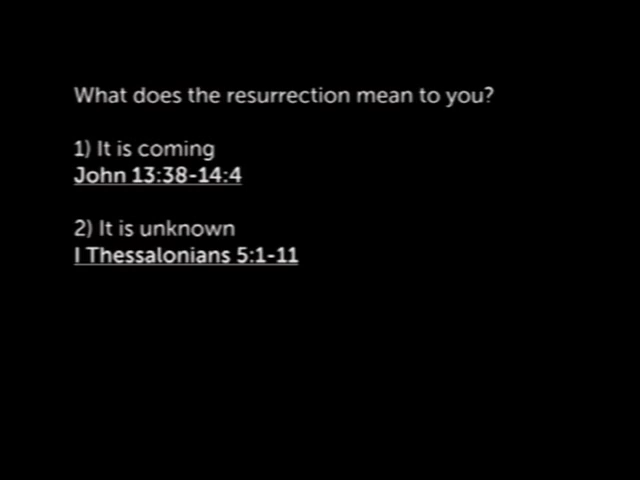 What does the resurrection mean to you?
1) It is coming
John 13:38-14:4
2) It is unknown
I Thessalonians 5:1-11